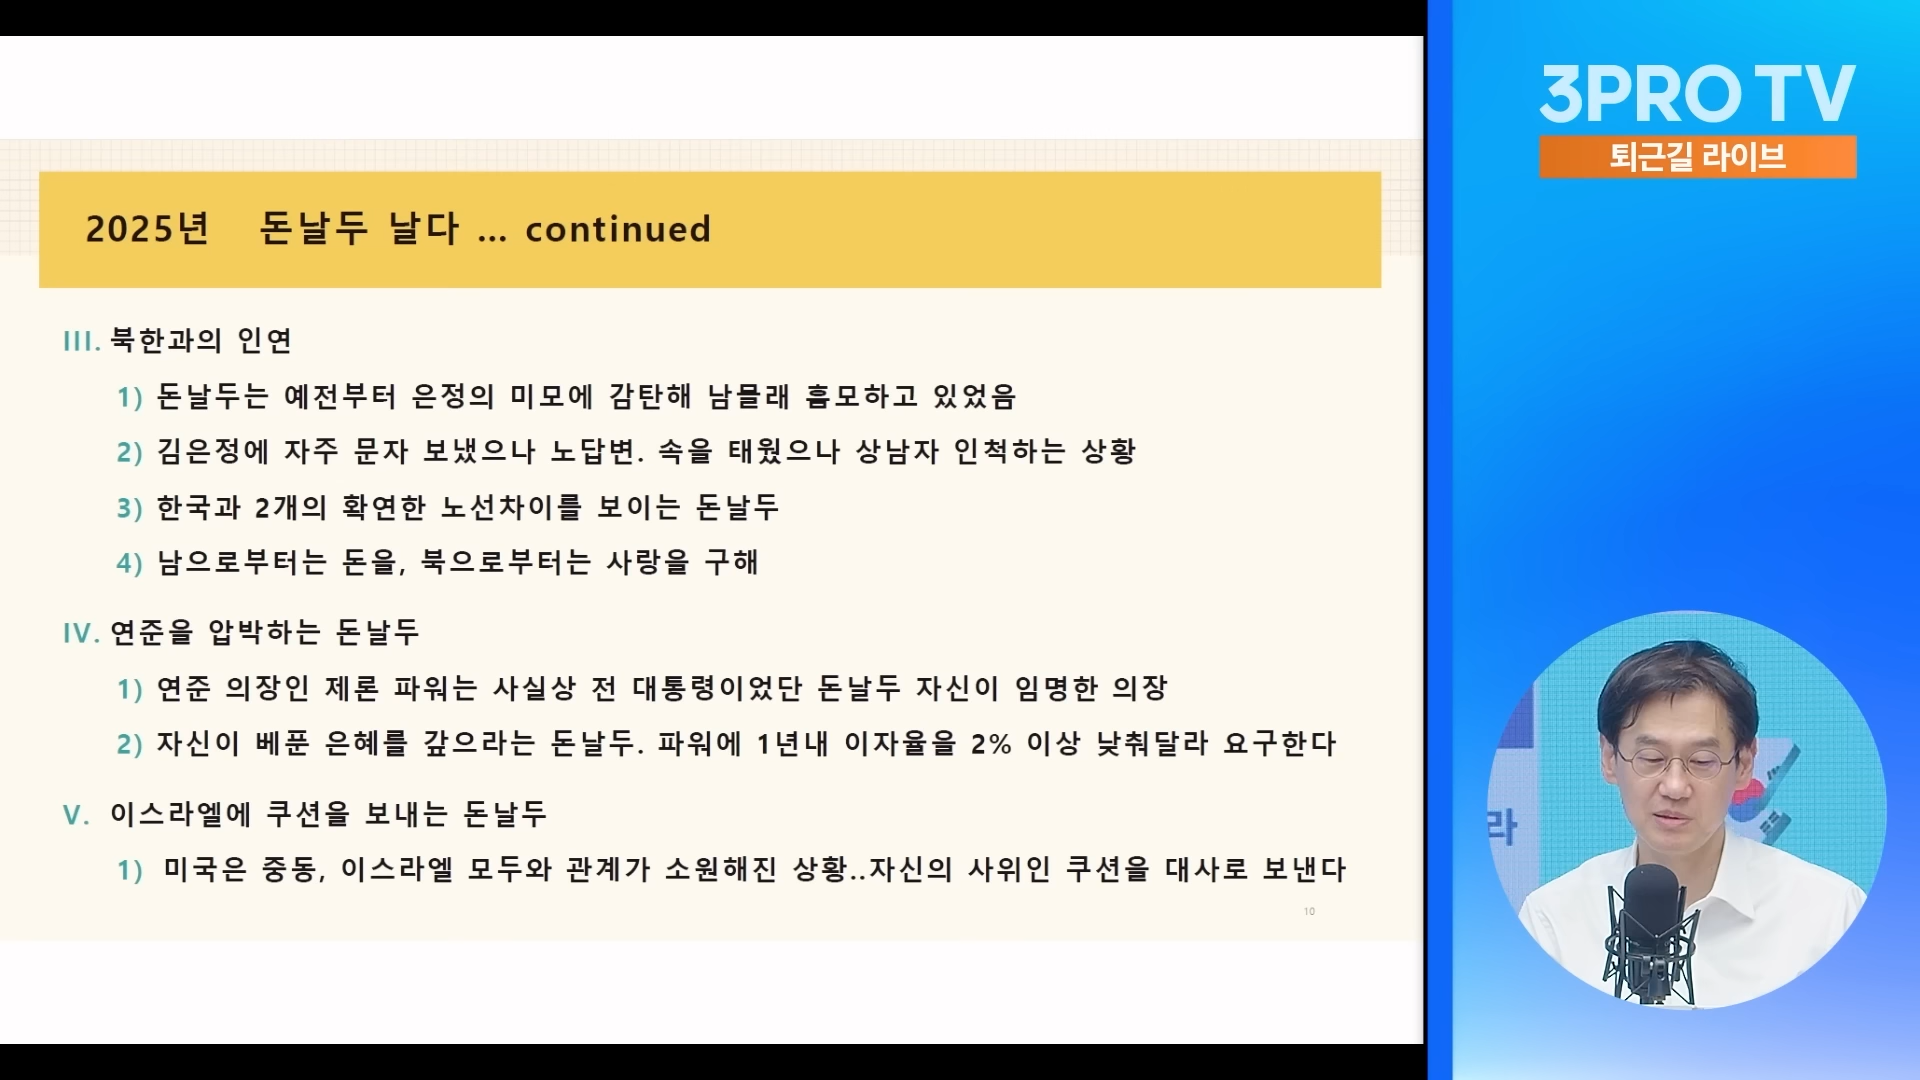 3PRO TV
퇴근길 라이브
2025년 돈날두 날다 ... continued
III. 북한과의 인연
1) 돈날두는 예전부터 은정의 미모에 감탄해 남믈래 흠모하고 있었음
2) 김은정에 자주 문자 보냈으나 노답변. 속을 태웠으나 상남자 인척하는 상황
3) 한국과 2개의 확연한 노선차이를 보이는 돈날두
4) 남으로부터는 돈을, 북으로부터는 사랑을 구해
IV. 연준을 압박하는 돈날두
1) 연준 의장인 제론 파워는 사실상 전 대통령이었단 돈날두 자신이 임명한 의장
2) 자신이 베푼 은혜를 갚으라는 돈날두. 파워에 1년내 이자율을 2% 이상 낮춰달라 요구한다
V. 이스라엘에 쿠션을 보내는 돈날두
1) 미국은 중동, 이스라엘 모두와 관계가 소원해진 상황..자신의 사위인 쿠션을 대사로 보낸다
10
라